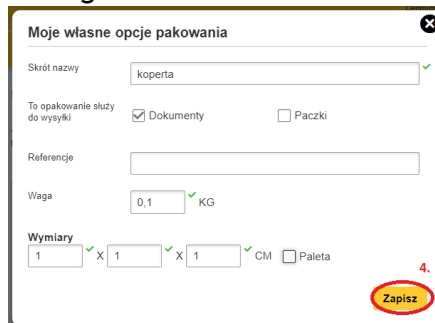 Moje własne opcje pakowania
Skrót nazwy
koperta
To opakowanie służy
do wysyłki
Dokumenty
Paczki
Referencje
Waga
0,1
KG
Wymiary
1 X 1 X 1 CM Paleta
4.
Zapisz